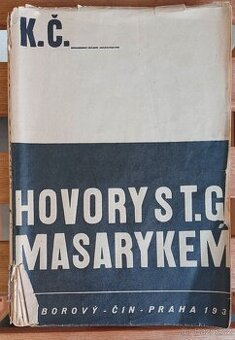 K.Č.
HOVORY S T.G.
MASARYKEM
BOROVÝ - ČIN - PRAHA 193